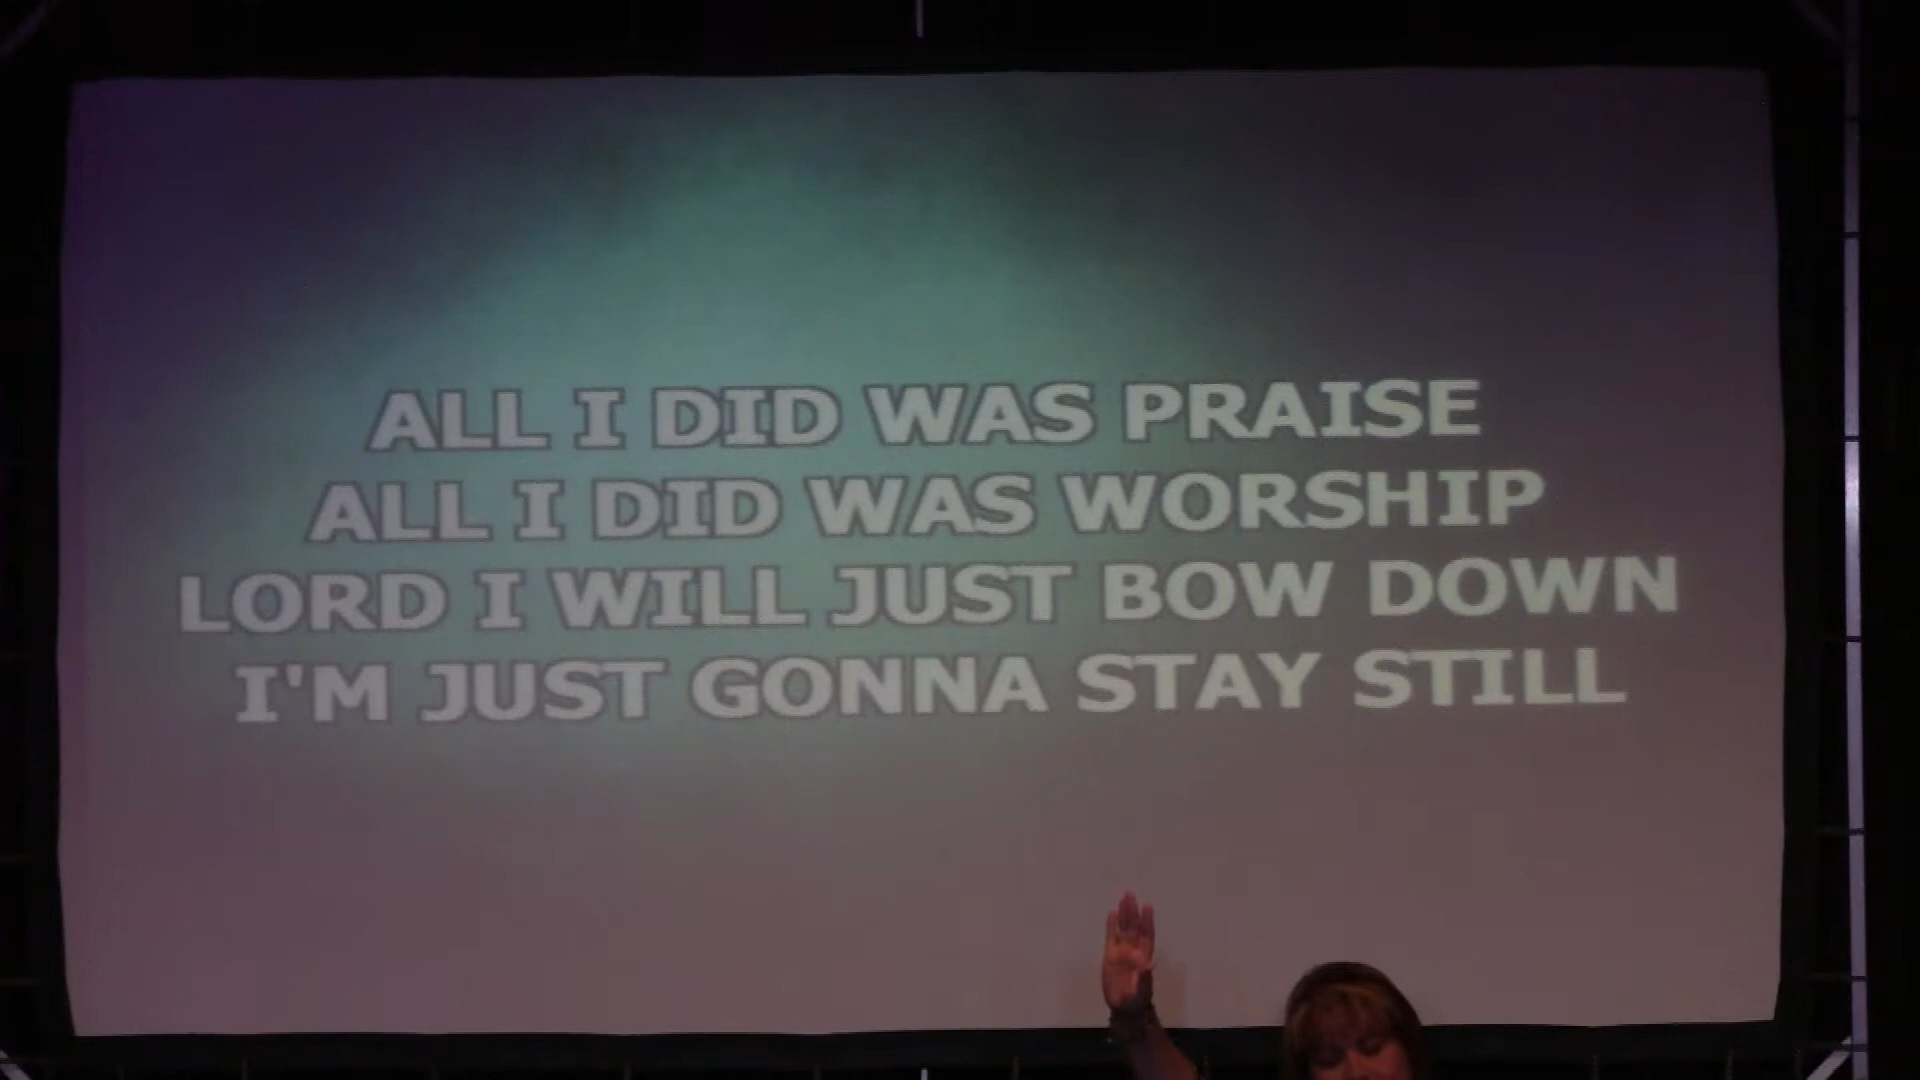 ALL I DID WAS PRAISE
ALL I DID WAS WORSHIP
LORD I WILL JUST BOW DOWN
I'M JUST GONNA STAY STILL